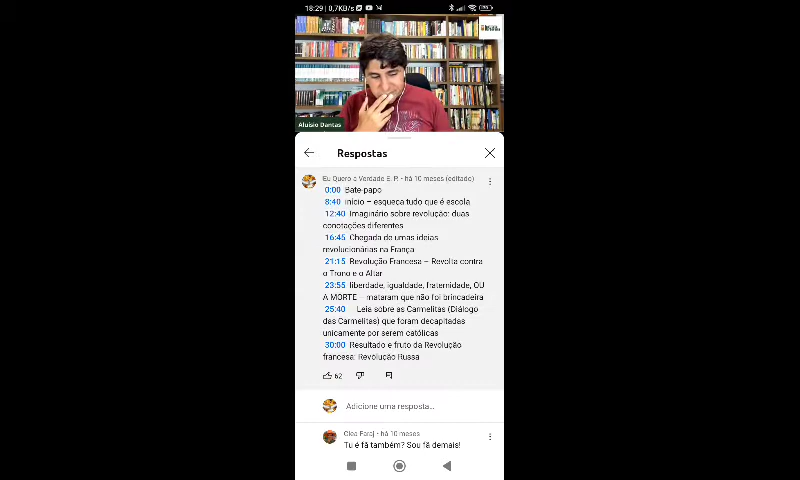 18:29 | 0,7KB/s
Aluisio Dantas
Respostas
Eu Quero a Verdade E. P. • há 10 meses (editado)
0:00 Bate-papo
8:40 início – esqueça tudo que é escola
12:40 Imaginário sobre revolução: duas
conotações diferentes
16:45 Chegada de umas ideias
revolucionárias na França
21:15 Revolução Francesa – Revolta contra
o Trono e o Altar
23:55 liberdade, igualdade, fraternidade, OU
A MORTE – mataram que não foi brincadeira
25:40 Leia sobre as Carmelitas (Diálogo
das Carmelitas) que foram decapitadas
unicamente por serem católicas
30:00 Resultado e fruto da Revolução
francesa: Revolução Russa
62
Adicione uma resposta...
Clea Faraj • há 10 meses
Tu é fã também? Sou fã demais!